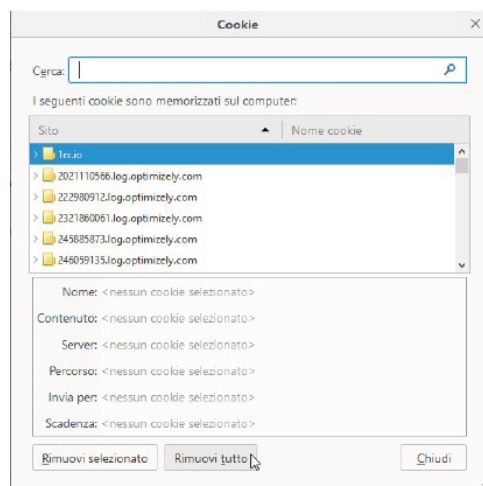 Cookie
Cerca:
I seguenti cookie sono memorizzati sul computer:
Sito Nome cookie
1rx.io
2021110566.log.optimizely.com
222980912.log.optimizely.com
2321860061.log.optimizely.com
245885873.log.optimizely.com
246059135.log.optimizely.com
Nome: <nessun cookie selezionato>
Contenuto: <nessun cookie selezionato>
Server: <nessun cookie selezionato>
Percorso: <nessun cookie selezionato>
Invia per: <nessun cookie selezionato>
Scadenza: <nessun cookie selezionato>
Rimuovi selezionato Rimuovi tutto Chiudi